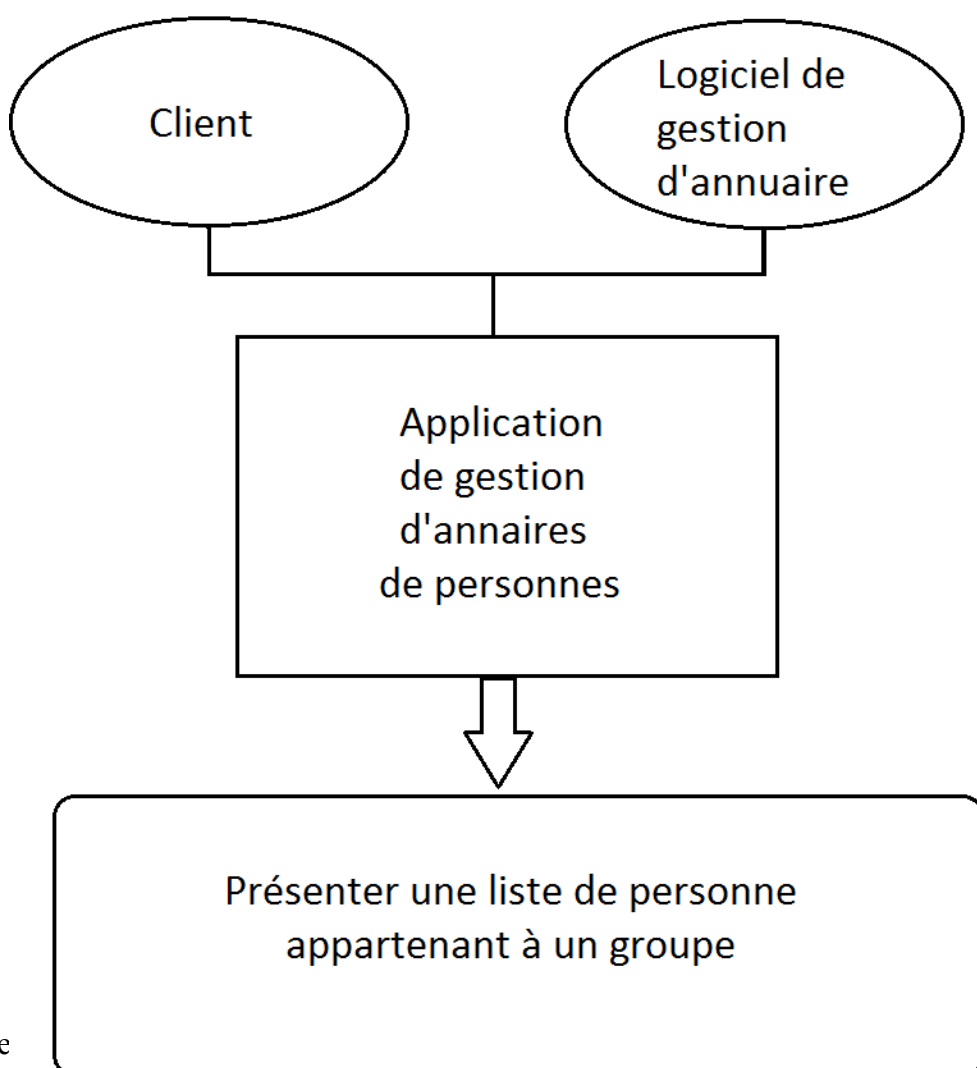 Client
Logiciel de
gestion
d'annuaire
Application
de gestion
d'annaires
de personnes
Présenter une liste de personne
appartenant à un groupe
e